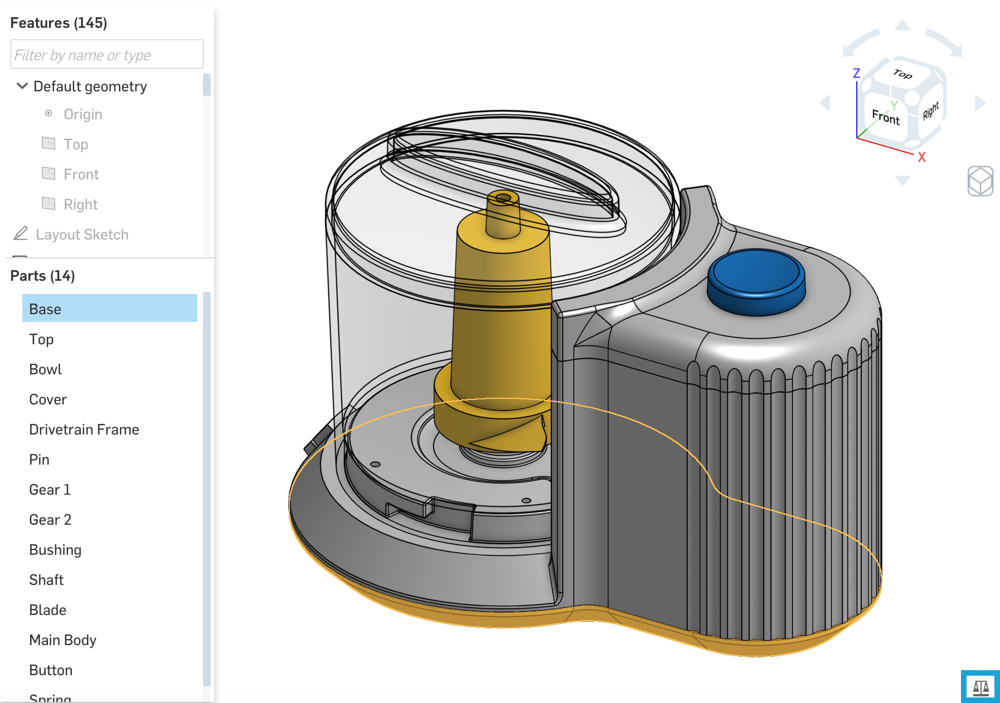 Features (145)
Filter by name or type
Default geometry
Origin
Top
Front
Right
Layout Sketch
Parts (14)
Base
Top
Bowl
Cover
Drivetrain Frame
Pin
Gear 1
Gear 2
Bushing
Shaft
Blade
Main Body
Button
Spring
Z
Top
Y
Front
Right
X